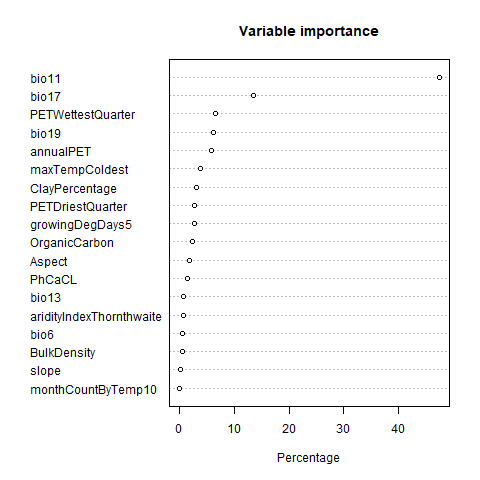 Variable importance
bio11
bio17
PETWettestQuarter
bio19
annualPET
maxTempColdest
ClayPercentage
PETDriestQuarter
growingDegDays5
OrganicCarbon
Aspect
PhCaCL
bio13
aridityIndexThornthwaite
bio6
BulkDensity
slope
monthCountByTemp10
0 10 20 30 40
Percentage